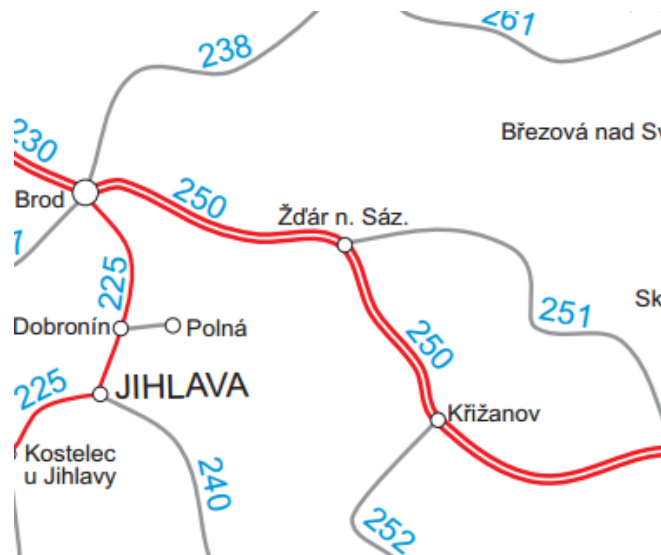 261
238
Březová nad Sv
230
Brod
250
Žďár n. Sáz.
1
225
251
Sk
Dobronín
Polná
250
225
JIHLAVA
Křižanov
Kostelec
u Jihlavy
240
252